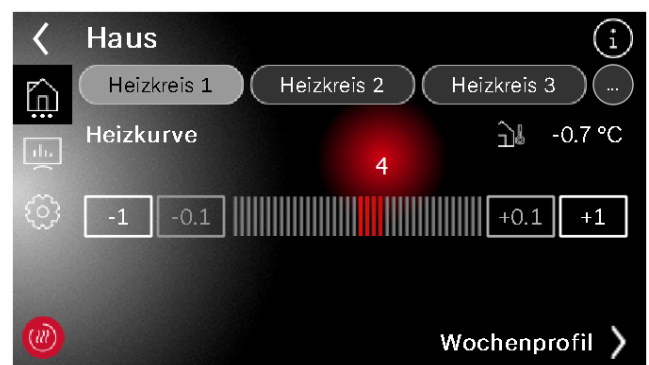 Haus
i
Heizkreis 1 Heizkreis 2 Heizkreis 3 ...
Heizkurve -0.7 °C
4
-1 -0.1 +0.1 +1
Wochenprofil